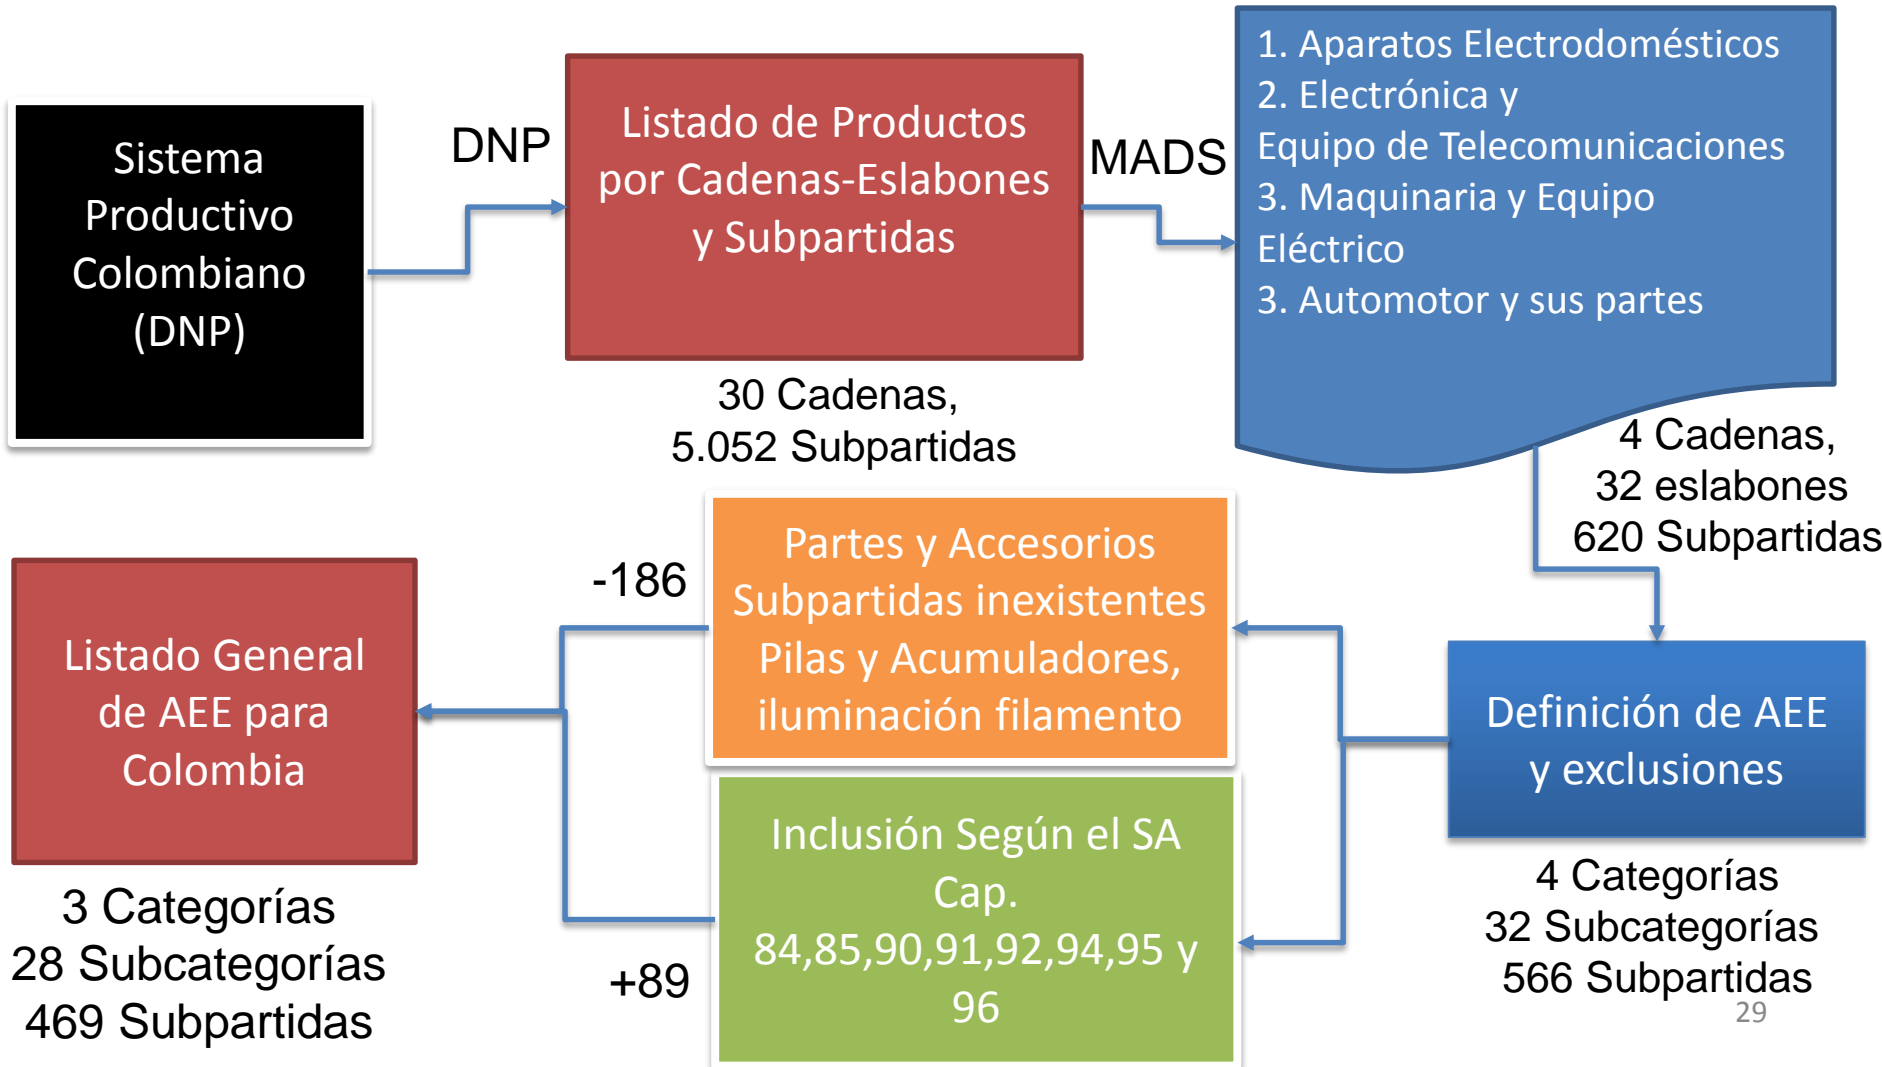 Sistema
Productivo
Colombiano
(DNP)
DNP
Listado de Productos
por Cadenas-Eslabones
y Subpartidas
30 Cadenas,
5.052 Subpartidas
MADS
1. Aparatos Electrodomésticos
2. Electrónica y
Equipo de Telecomunicaciones
3. Maquinaria y Equipo
Eléctrico
3. Automotor y sus partes
4 Cadenas,
32 eslabones
620 Subpartidas
Definición de AEE
y exclusiones
4 Categorías
32 Subcategorías
566 Subpartidas
Partes y Accesorios
Subpartidas inexistentes
Pilas y Acumuladores,
iluminación filamento
-186
Inclusión Según el SA
Cap.
84,85,90,91,92,94,95 y
96
+89
Listado General
de AEE para
Colombia
3 Categorías
28 Subcategorías
469 Subpartidas
29